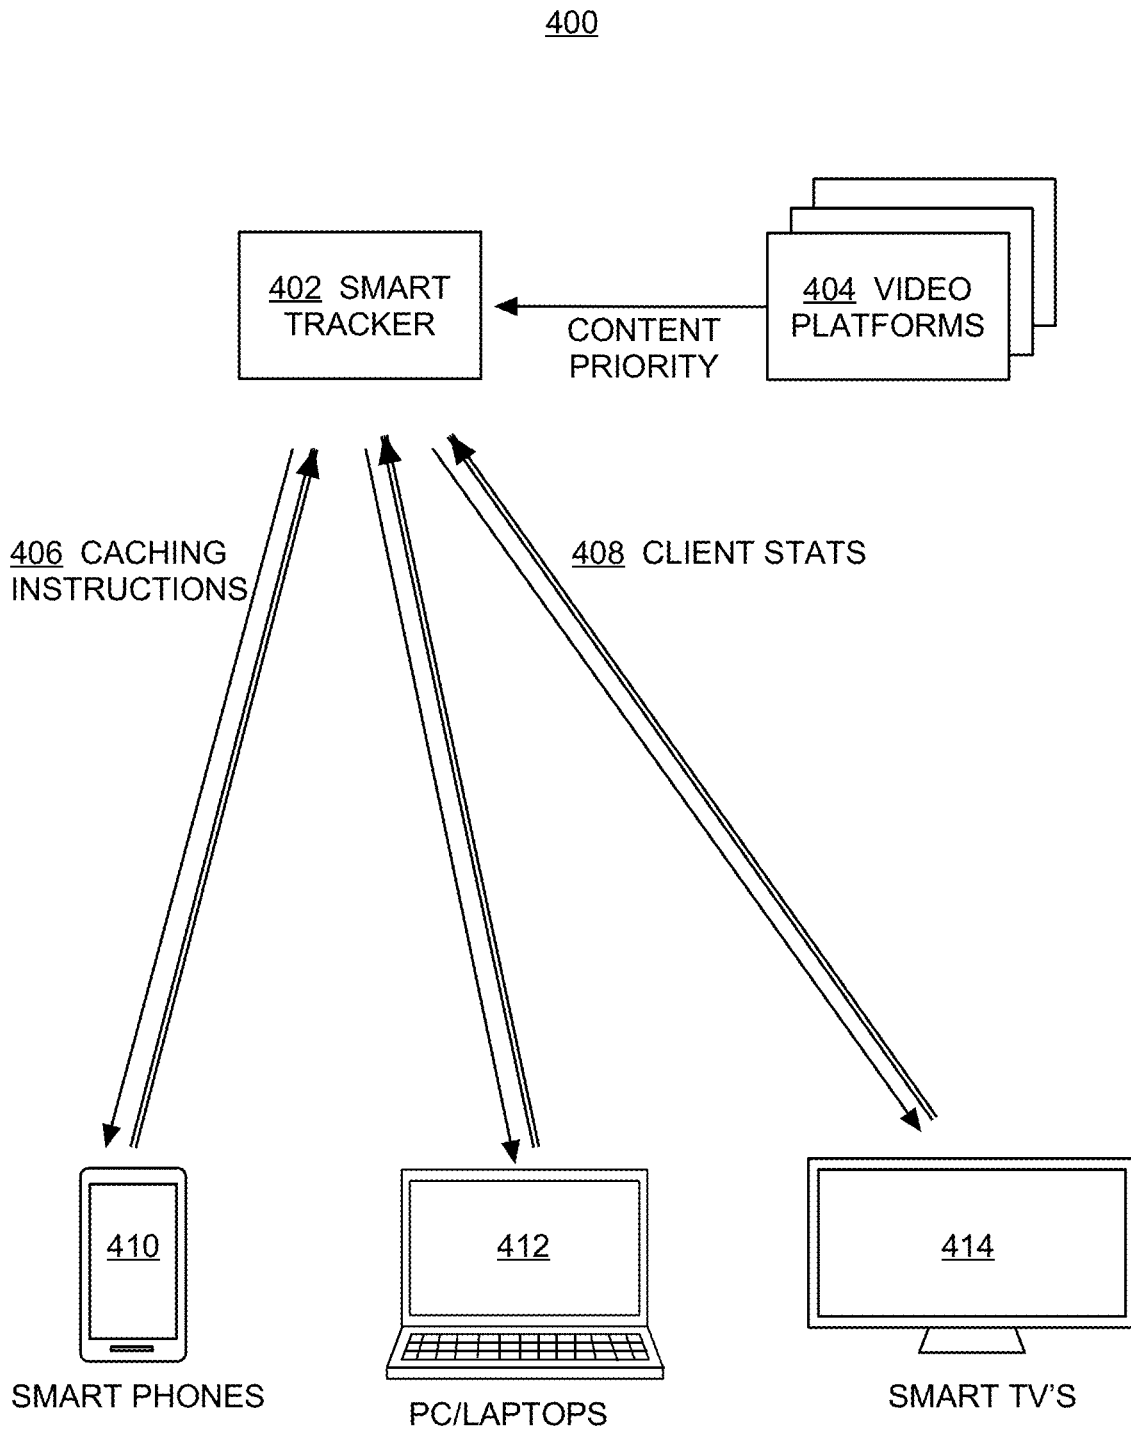 400
402 SMART
TRACKER
404 VIDEO
PLATFORMS
CONTENT
PRIORITY
406 CACHING
INSTRUCTIONS
408 CLIENT STATS
410
412
414
SMART PHONES
PC/LAPTOPS
SMART TV'S